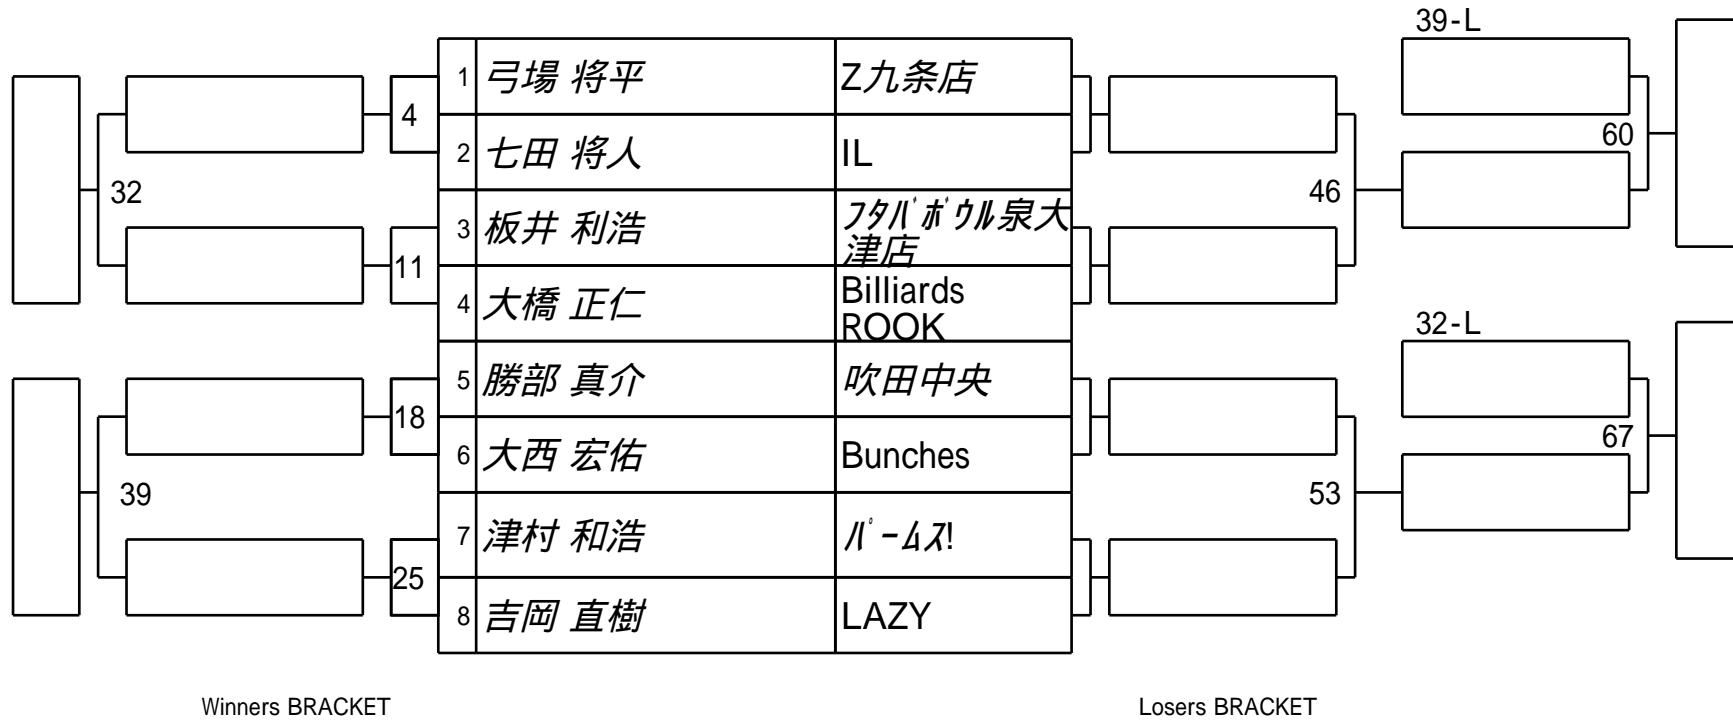 39-L
1 弓場 将平 Z九条店
4
2 七田 将人 IL
60
32
46
3 板井 利浩 ﾌﾀﾊﾞﾎﾞｳﾙ泉大
津店
11
4 大橋 正仁 Billiards
ROOK
32-L
5 勝部 真介 吹田中央
18
67
6 大西 宏佑 Bunches
39
53
7 津村 和浩 ﾊﾟｰﾑｽ!
25
8 吉岡 直樹 LAZY
Winners BRACKET
Losers BRACKET